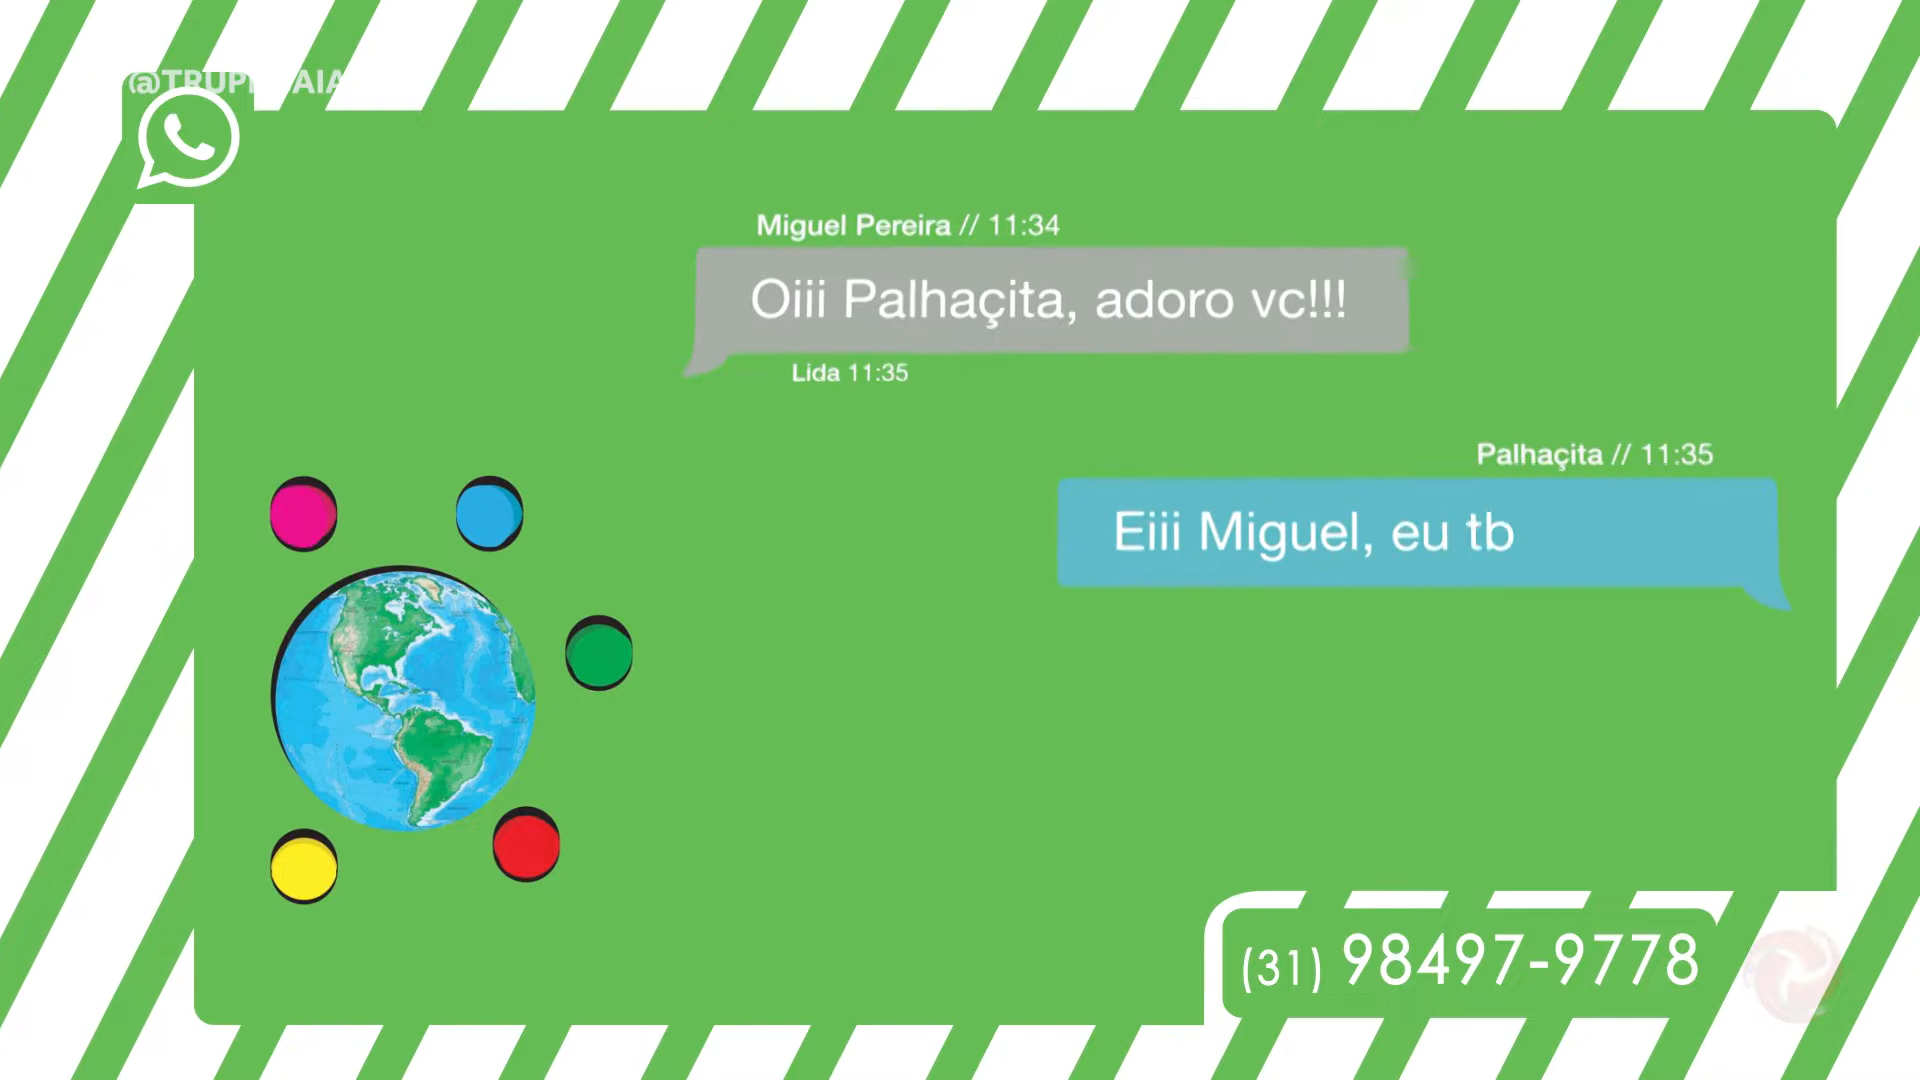 Miguel Pereira // 11:34
Oiii Palhaçita, adoro vc!!!
Lida 11:35
Palhaçita // 11:35
Eiii Miguel, eu tb
(31) 98497-9778